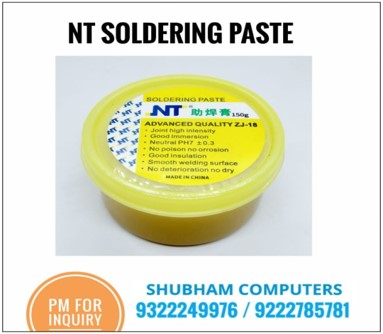 NT SOLDERING PASTE
SOLDERING PASTE
NT 助焊膏 150g
ADVANCED QUALITY ZJ-18
· Joint high intensity
· Good immersion
· Neutral PH7 ±0.3
· No poison no orrosion
· Good insulation
· Smooth welding surface
· No deterioration no dry
MADE IN CHINA
PM FOR
INQUIRY
SHUBHAM COMPUTERS
9322249976 / 9222785781